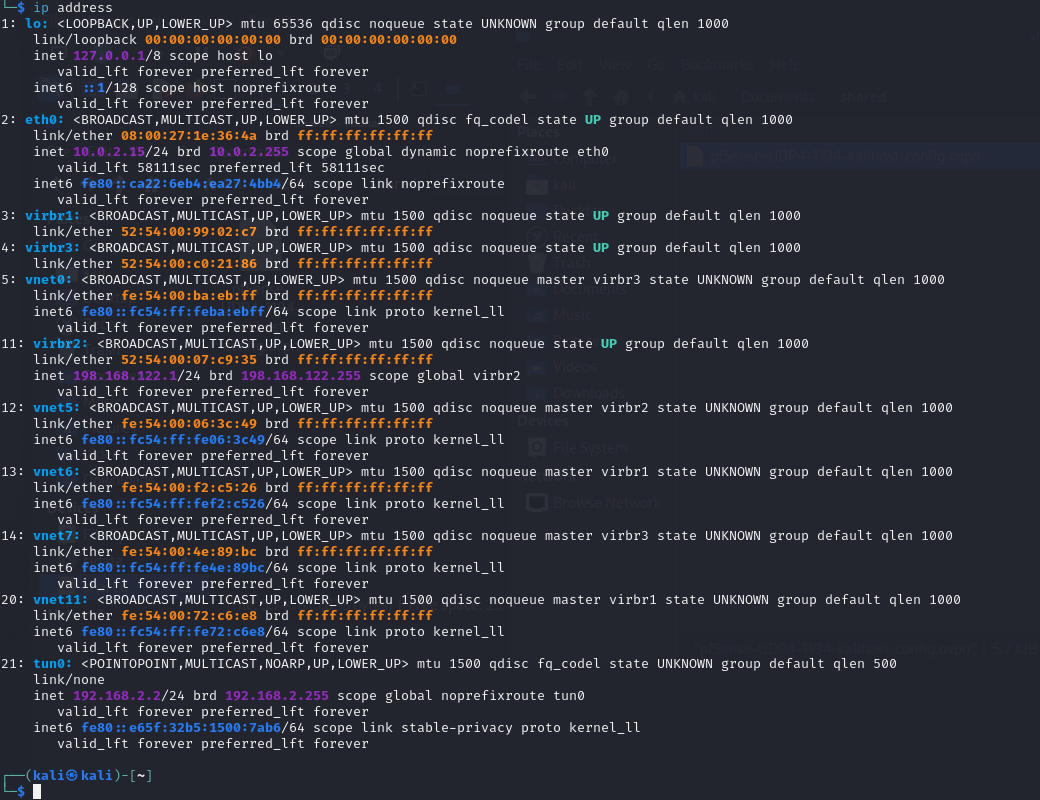 └─$ ip address
1: lo: <LOOPBACK,UP,LOWER_UP> mtu 65536 qdisc noqueue state UNKNOWN group default qlen 1000
    link/loopback 00:00:00:00:00:00 brd 00:00:00:00:00:00
    inet 127.0.0.1/8 scope host lo
       valid_lft forever preferred_lft forever
    inet6 ::1/128 scope host noprefixroute
       valid_lft forever preferred_lft forever
2: eth0: <BROADCAST,MULTICAST,UP,LOWER_UP> mtu 1500 qdisc fq_codel state UP group default qlen 1000
    link/ether 08:00:27:1e:36:4a brd ff:ff:ff:ff:ff:ff
    inet 10.0.2.15/24 brd 10.0.2.255 scope global dynamic noprefixroute eth0
       valid_lft 58111sec preferred_lft 58111sec
    inet6 fe80::ca22:6eb4:ea27:4bb4/64 scope link noprefixroute
       valid_lft forever preferred_lft forever
3: virbr1: <BROADCAST,MULTICAST,UP,LOWER_UP> mtu 1500 qdisc noqueue state UP group default qlen 1000
    link/ether 52:54:00:99:02:c7 brd ff:ff:ff:ff:ff:ff
4: virbr3: <BROADCAST,MULTICAST,UP,LOWER_UP> mtu 1500 qdisc noqueue state UP group default qlen 1000
    link/ether 52:54:00:c0:21:86 brd ff:ff:ff:ff:ff:ff
5: vnet0: <BROADCAST,MULTICAST,UP,LOWER_UP> mtu 1500 qdisc noqueue master virbr3 state UNKNOWN group default qlen 1000
    link/ether fe:54:00:ba:eb:ff brd ff:ff:ff:ff:ff:ff
    inet6 fe80::fc54:ff:feba:ebff/64 scope link proto kernel_ll
       valid_lft forever preferred_lft forever
11: virbr2: <BROADCAST,MULTICAST,UP,LOWER_UP> mtu 1500 qdisc noqueue state UP group default qlen 1000
    link/ether 52:54:00:07:c9:35 brd ff:ff:ff:ff:ff:ff
    inet 198.168.122.1/24 brd 198.168.122.255 scope global virbr2
       valid_lft forever preferred_lft forever
12: vnet5: <BROADCAST,MULTICAST,UP,LOWER_UP> mtu 1500 qdisc noqueue master virbr2 state UNKNOWN group default qlen 1000
    link/ether fe:54:00:06:3c:49 brd ff:ff:ff:ff:ff:ff
    inet6 fe80::fc54:ff:fe06:3c49/64 scope link proto kernel_ll
       valid_lft forever preferred_lft forever
13: vnet6: <BROADCAST,MULTICAST,UP,LOWER_UP> mtu 1500 qdisc noqueue master virbr1 state UNKNOWN group default qlen 1000
    link/ether fe:54:00:f2:c5:26 brd ff:ff:ff:ff:ff:ff
    inet6 fe80::fc54:ff:fef2:c526/64 scope link proto kernel_ll
       valid_lft forever preferred_lft forever
14: vnet7: <BROADCAST,MULTICAST,UP,LOWER_UP> mtu 1500 qdisc noqueue master virbr3 state UNKNOWN group default qlen 1000
    link/ether fe:54:00:4e:89:bc brd ff:ff:ff:ff:ff:ff
    inet6 fe80::fc54:ff:fe4e:89bc/64 scope link proto kernel_ll
       valid_lft forever preferred_lft forever
20: vnet11: <BROADCAST,MULTICAST,UP,LOWER_UP> mtu 1500 qdisc noqueue master virbr1 state UNKNOWN group default qlen 1000
    link/ether fe:54:00:72:c6:e8 brd ff:ff:ff:ff:ff:ff
    inet6 fe80::fc54:ff:fe72:c6e8/64 scope link proto kernel_ll
       valid_lft forever preferred_lft forever
21: tun0: <POINTOPOINT,MULTICAST,NOARP,UP,LOWER_UP> mtu 1500 qdisc fq_codel state UNKNOWN group default qlen 500
    link/none
    inet 192.168.2.2/24 brd 192.168.2.255 scope global noprefixroute tun0
       valid_lft forever preferred_lft forever
    inet6 fe80::e65f:32b5:1500:7ab6/64 scope link stable-privacy proto kernel_ll
       valid_lft forever preferred_lft forever
┌──(kali㉿kali)-[~]
└─$
File Edit View Go Bookmarks Help
kali Documents shared
Places
kali
Recent
Trash
Documents
Music
Videos
Downloads
Devices
File System
Browse Network